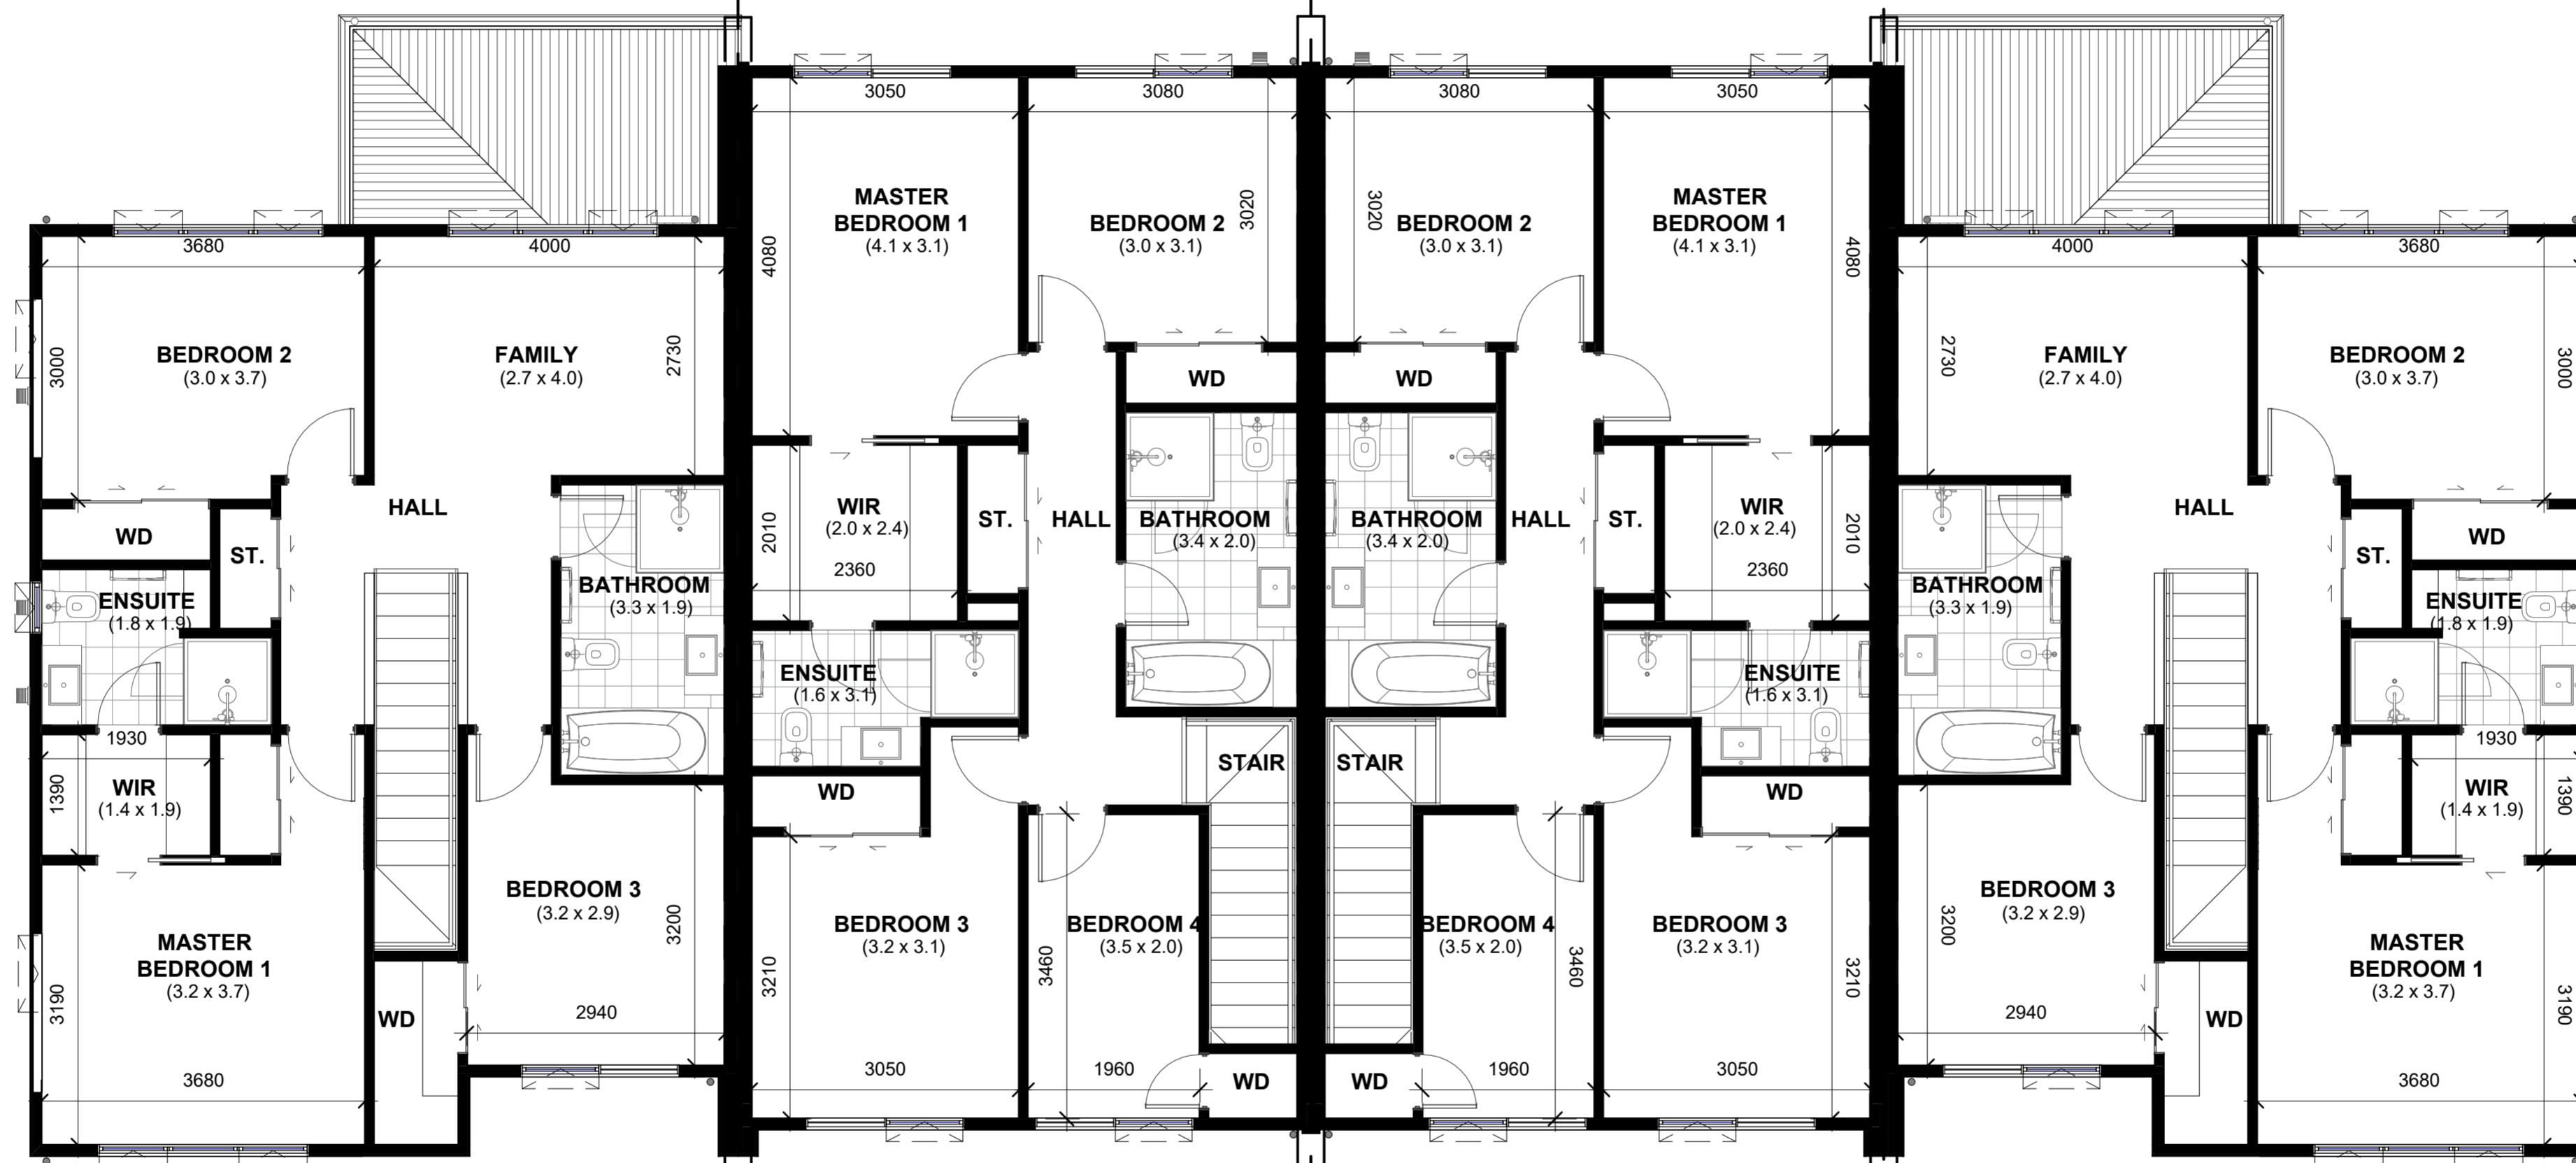 3050
3080
3080
3050
MASTER
BEDROOM 1
(4.1 x 3.1)
4080
BEDROOM 2
(3.0 x 3.1)
3020
3020
BEDROOM 2
(3.0 x 3.1)
MASTER
BEDROOM 1
(4.1 x 3.1)
4080
3680
4000
4000
3680
3000
BEDROOM 2
(3.0 x 3.7)
FAMILY
(2.7 x 4.0)
2730
WD
WD
2730
FAMILY
(2.7 x 4.0)
BEDROOM 2
(3.0 x 3.7)
3000
HALL
WD
ST.
2010
WIR
(2.0 x 2.4)
2360
ST.
HALL
BATHROOM
(3.4 x 2.0)
BATHROOM
(3.4 x 2.0)
HALL
ST.
WIR
(2.0 x 2.4)
2360
2010
HALL
ST.
WD
ENSUITE
(1.8 x 1.9)
BATHROOM
(3.3 x 1.9)
BATHROOM
(3.3 x 1.9)
ENSUITE
(1.8 x 1.9)
ENSUITE
(1.6 x 3.1)
ENSUITE
(1.6 x 3.1)
1930
1390
WIR
(1.4 x 1.9)
WD
STAIR
STAIR
WD
1930
WIR
(1.4 x 1.9)
1390
MASTER
BEDROOM 1
(3.2 x 3.7)
3190
3680
WD
BEDROOM 3
(3.2 x 2.9)
3200
2940
BEDROOM 3
(3.2 x 3.1)
3210
3050
BEDROOM 4
(3.5 x 2.0)
3460
1960
WD
WD
BEDROOM 4
(3.5 x 2.0)
3460
1960
BEDROOM 3
(3.2 x 3.1)
3210
3050
BEDROOM 3
(3.2 x 2.9)
3200
2940
WD
MASTER
BEDROOM 1
(3.2 x 3.7)
3190
3680